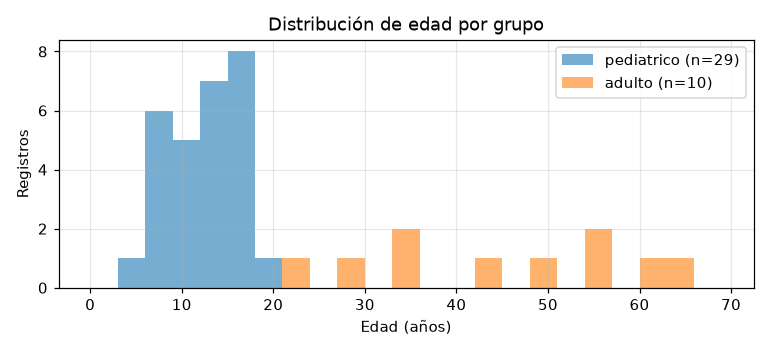 Distribución de edad por grupo
pediatrico (n=29)
adulto (n=10)
Registros
8
6
4
2
0
0 10 20 30 40 50 60 70
Edad (años)